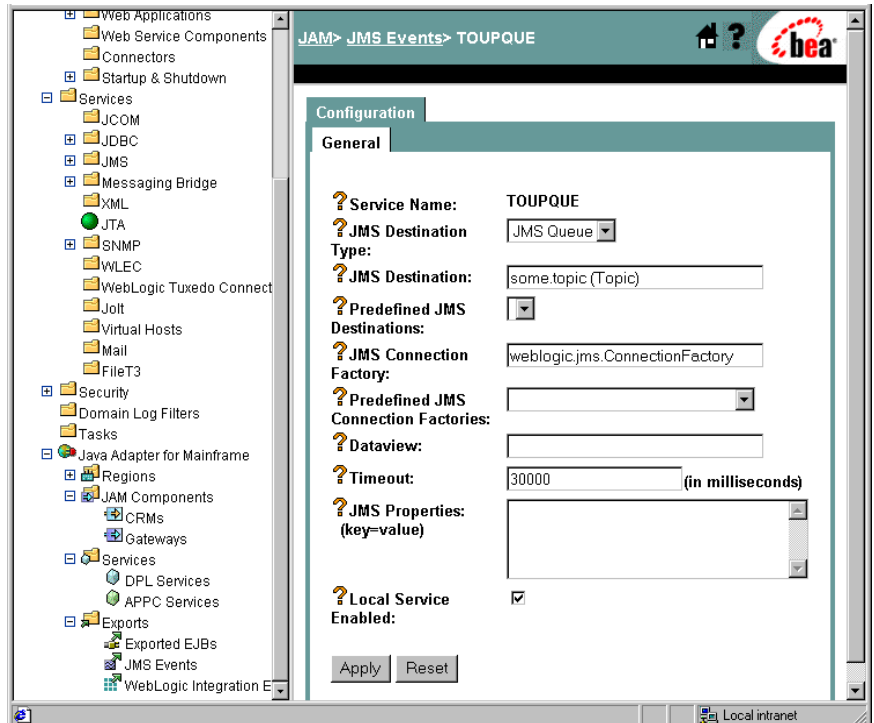 Web Applications
Web Service Components
Connectors
Startup & Shutdown
Services
JCOM
JDBC
JMS
Messaging Bridge
XML
JTA
SNMP
WLEC
WebLogic Tuxedo Connect
Jolt
Virtual Hosts
Mail
FileT3
Security
Domain Log Filters
Tasks
Java Adapter for Mainframe
Regions
JAM Components
CRMs
Gateways
Services
DPL Services
APPC Services
Exports
Exported EJBs
JMS Events
WebLogic Integration E
JAM> JMS Events> TOUPQUE
? bea
Configuration
General
? Service Name: TOUPQUE
? JMS Destination Type: JMS Queue
? JMS Destination: some.topic (Topic)
? Predefined JMS Destinations:
? JMS Connection Factory: weblogic.jms.ConnectionFactory
? Predefined JMS Connection Factories:
? Dataview:
? Timeout: 30000 (in milliseconds)
? JMS Properties:
(key=value)
? Local Service Enabled:
Apply Reset
Local intranet